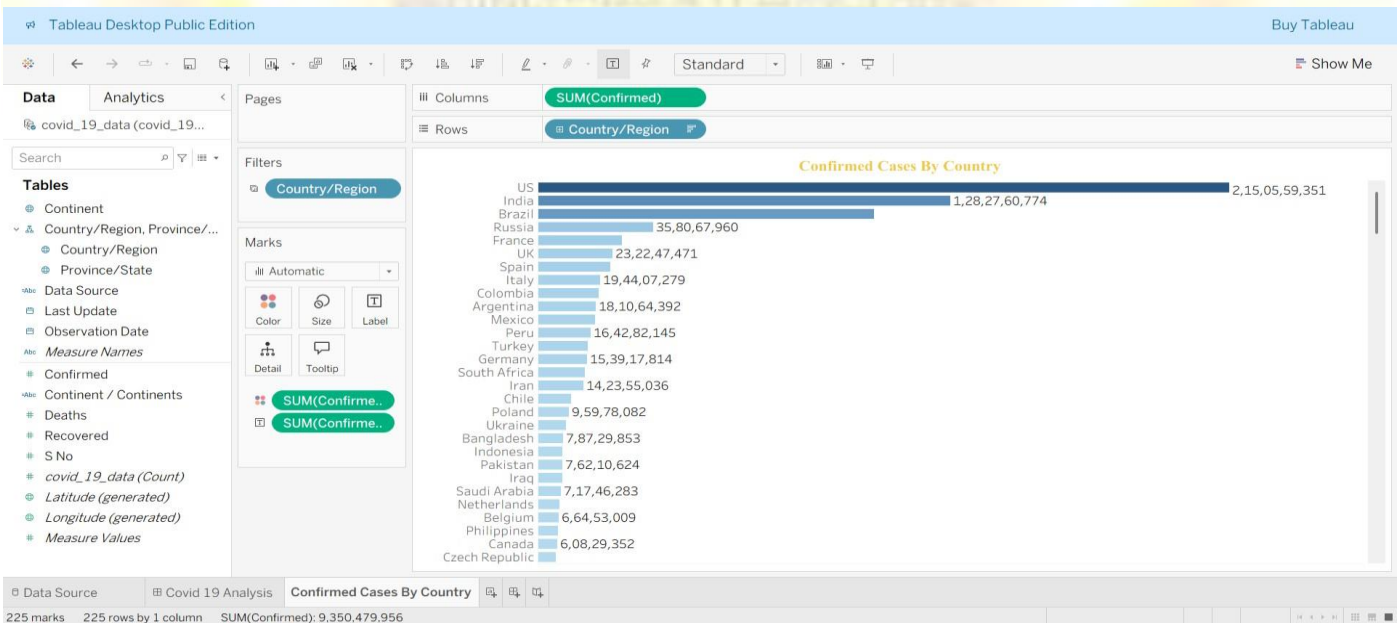 Tableau Desktop Public Edition
Buy Tableau
Standard
Show Me
Data
Analytics
covid_19_data (covid_19...
Search
Tables
Continent
Country/Region, Province/...
Country/Region
Province/State
Abc Data Source
Last Update
Observation Date
Abc Measure Names
# Confirmed
Abc Continent / Continents
# Deaths
# Recovered
# S No
# covid_19_data (Count)
Latitude (generated)
Longitude (generated)
# Measure Values
Pages
Filters
Country/Region
Marks
Automatic
Color
Size
Label
Detail
Tooltip
SUM(Confirme..
SUM(Confirme..
Columns
SUM(Confirmed)
Rows
Country/Region
Confirmed Cases By Country
US 2,15,05,59,351
India 1,28,27,60,774
Brazil
Russia 35,80,67,960
France
UK 23,22,47,471
Spain
Italy 19,44,07,279
Colombia
Argentina 18,10,64,392
Mexico
Peru 16,42,82,145
Turkey
Germany 15,39,17,814
South Africa
Iran 14,23,55,036
Chile
Poland 9,59,78,082
Ukraine
Bangladesh 7,87,29,853
Indonesia
Pakistan 7,62,10,624
Iraq
Saudi Arabia 7,17,46,283
Netherlands
Belgium 6,64,53,009
Philippines
Canada 6,08,29,352
Czech Republic
Data Source
Covid 19 Analysis
Confirmed Cases By Country
225 marks 225 rows by 1 column SUM(Confirmed): 9,350,479,956